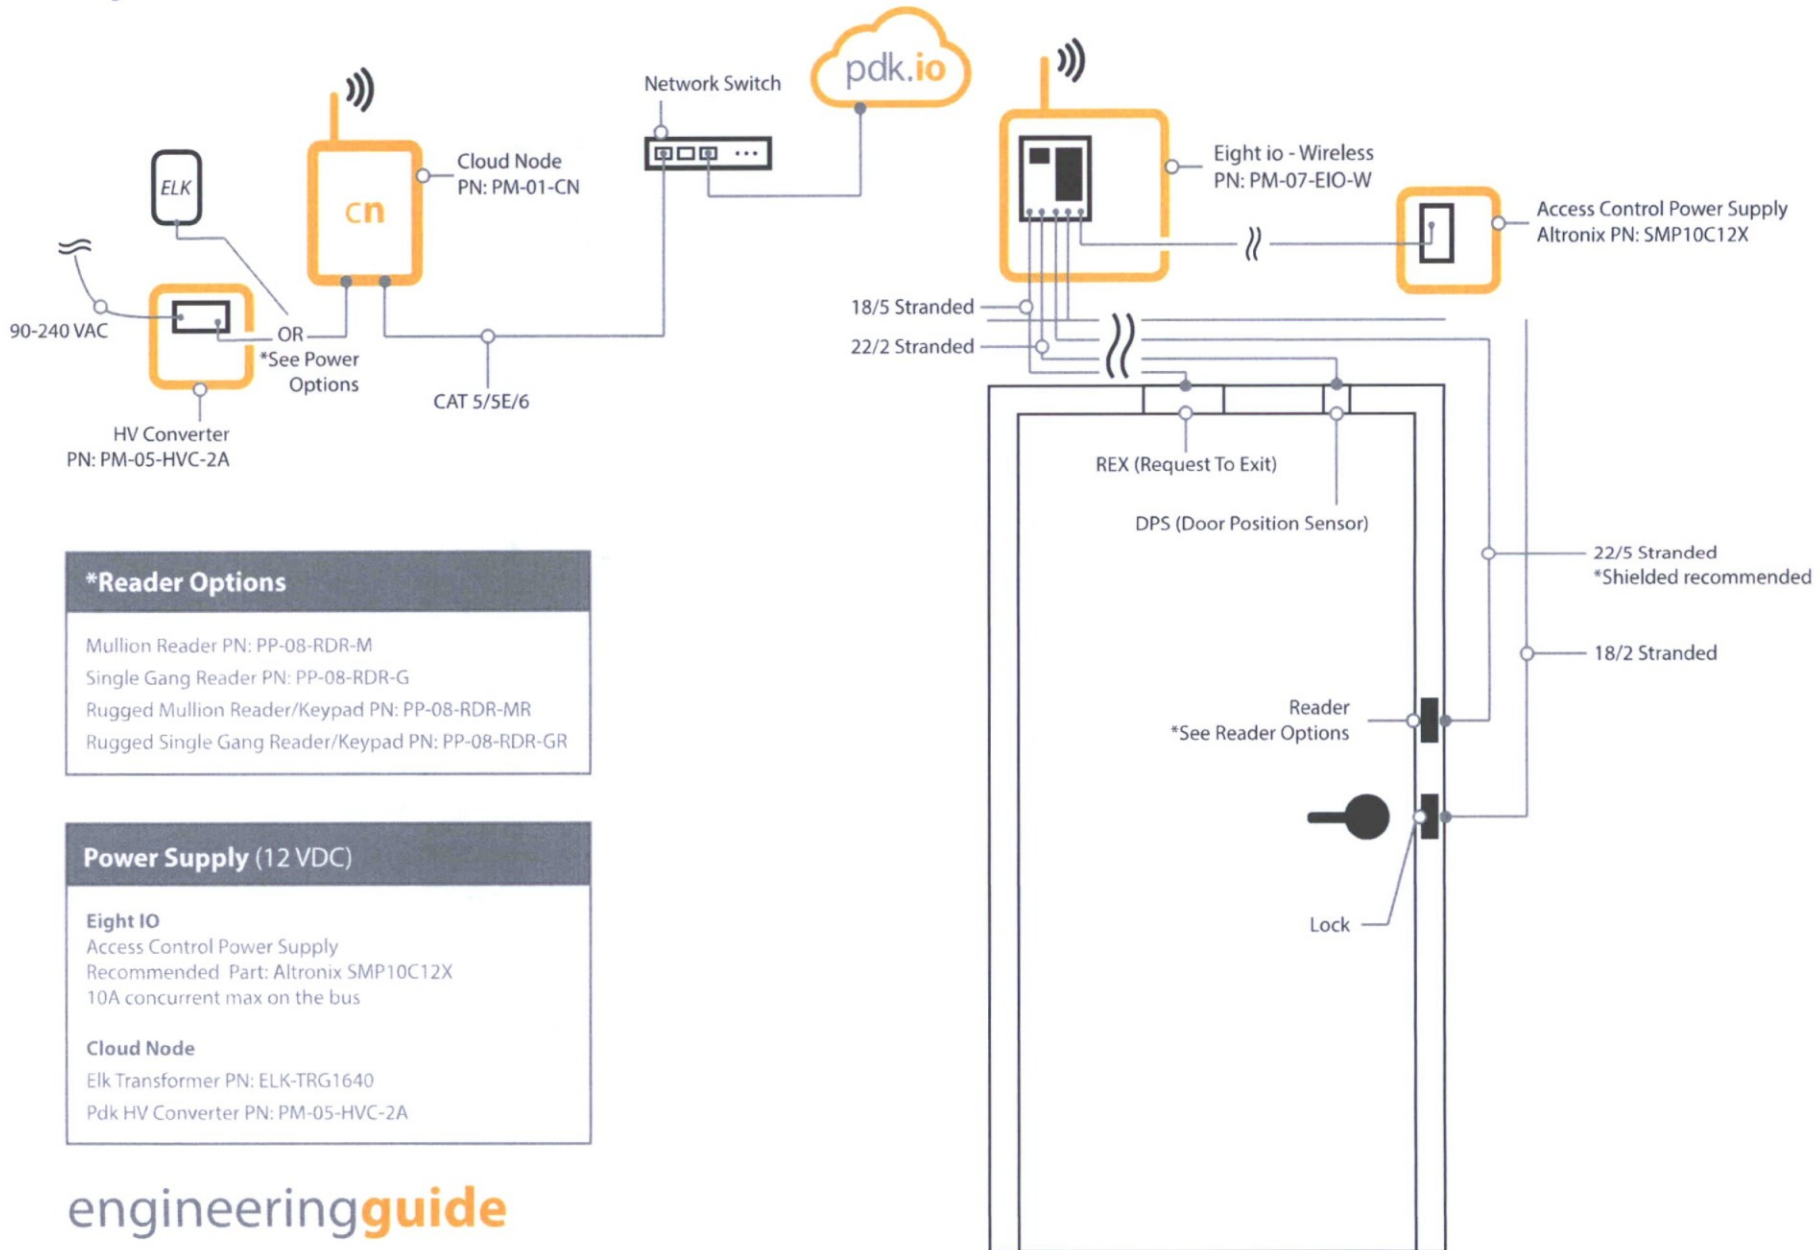 pdk.io
Network Switch
Cloud Node
PN: PM-01-CN
ELK
cn
Eight io - Wireless
PN: PM-07-EIO-W
Access Control Power Supply
Altronix PN: SMP10C12X
90-240 VAC
OR
*See Power
Options
CAT 5/5E/6
HV Converter
PN: PM-05-HVC-2A
18/5 Stranded
22/2 Stranded
REX (Request To Exit)
DPS (Door Position Sensor)
22/5 Stranded
*Shielded recommended
18/2 Stranded
Reader
*See Reader Options
Lock
*Reader Options
Mullion Reader PN: PP-08-RDR-M
Single Gang Reader PN: PP-08-RDR-G
Rugged Mullion Reader/Keypad PN: PP-08-RDR-MR
Rugged Single Gang Reader/Keypad PN: PP-08-RDR-GR
Power Supply (12 VDC)
Eight IO
Access Control Power Supply
Recommended Part: Altronix SMP10C12X
10A concurrent max on the bus
Cloud Node
Elk Transformer PN: ELK-TRG1640
Pdk HV Converter PN: PM-05-HVC-2A
engineeringguide